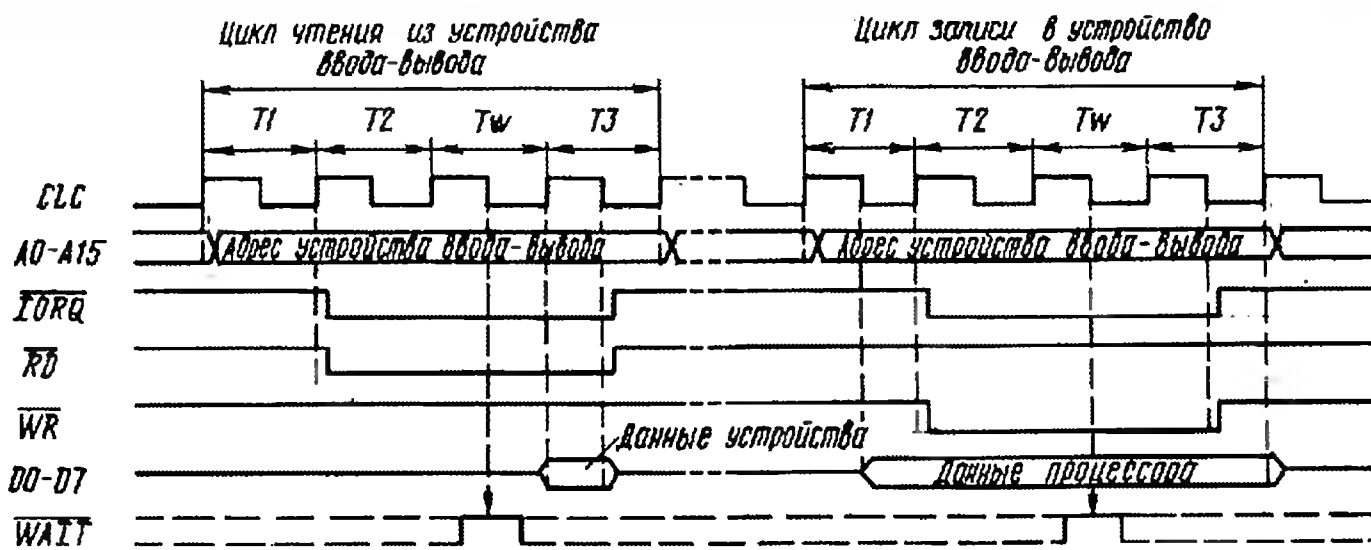 Цикл чтения из устройства
ввода-вывода
Цикл записи в устройство
ввода-вывода
T1 T2 Tw T3 T1 T2 Tw T3
CLC
A0-A15 Адрес устройства ввода-вывода Адрес устройства ввода-вывода
IORQ
RD
WR
Данные устройства
D0-D7 Данные процессора
WAIT